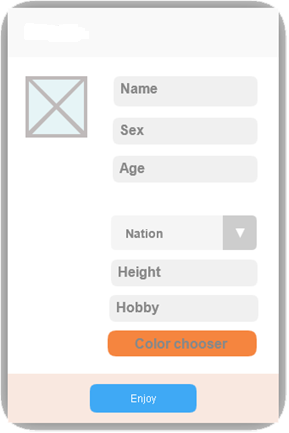 Name
Sex
Age
Nation
Height
Hobby
Color chooser
Enjoy